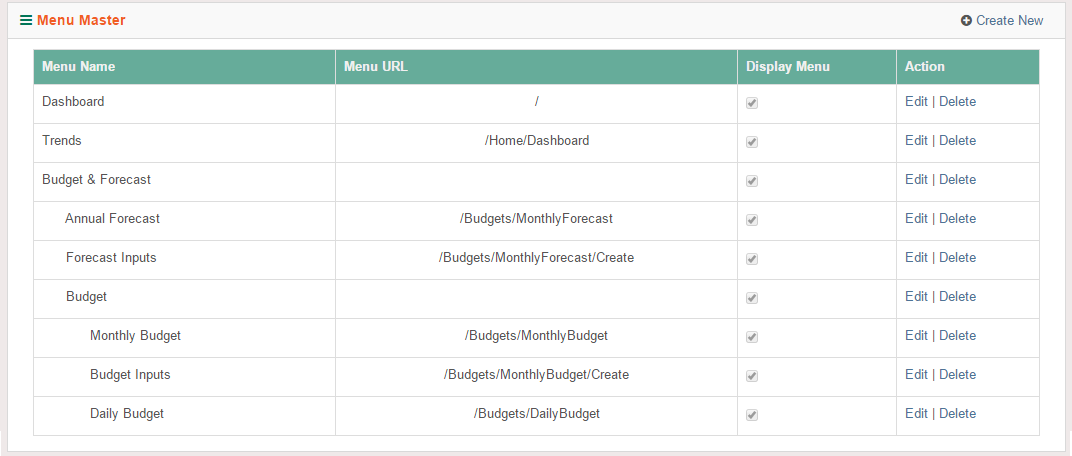 Menu Master Create New
Menu Name Menu URL Display Menu Action
Dashboard / Edit | Delete
Trends /Home/Dashboard Edit | Delete
Budget & Forecast Edit | Delete
Annual Forecast /Budgets/MonthlyForecast Edit | Delete
Forecast Inputs /Budgets/MonthlyForecast/Create Edit | Delete
Budget Edit | Delete
Monthly Budget /Budgets/MonthlyBudget Edit | Delete
Budget Inputs /Budgets/MonthlyBudget/Create Edit | Delete
Daily Budget /Budgets/DailyBudget Edit | Delete